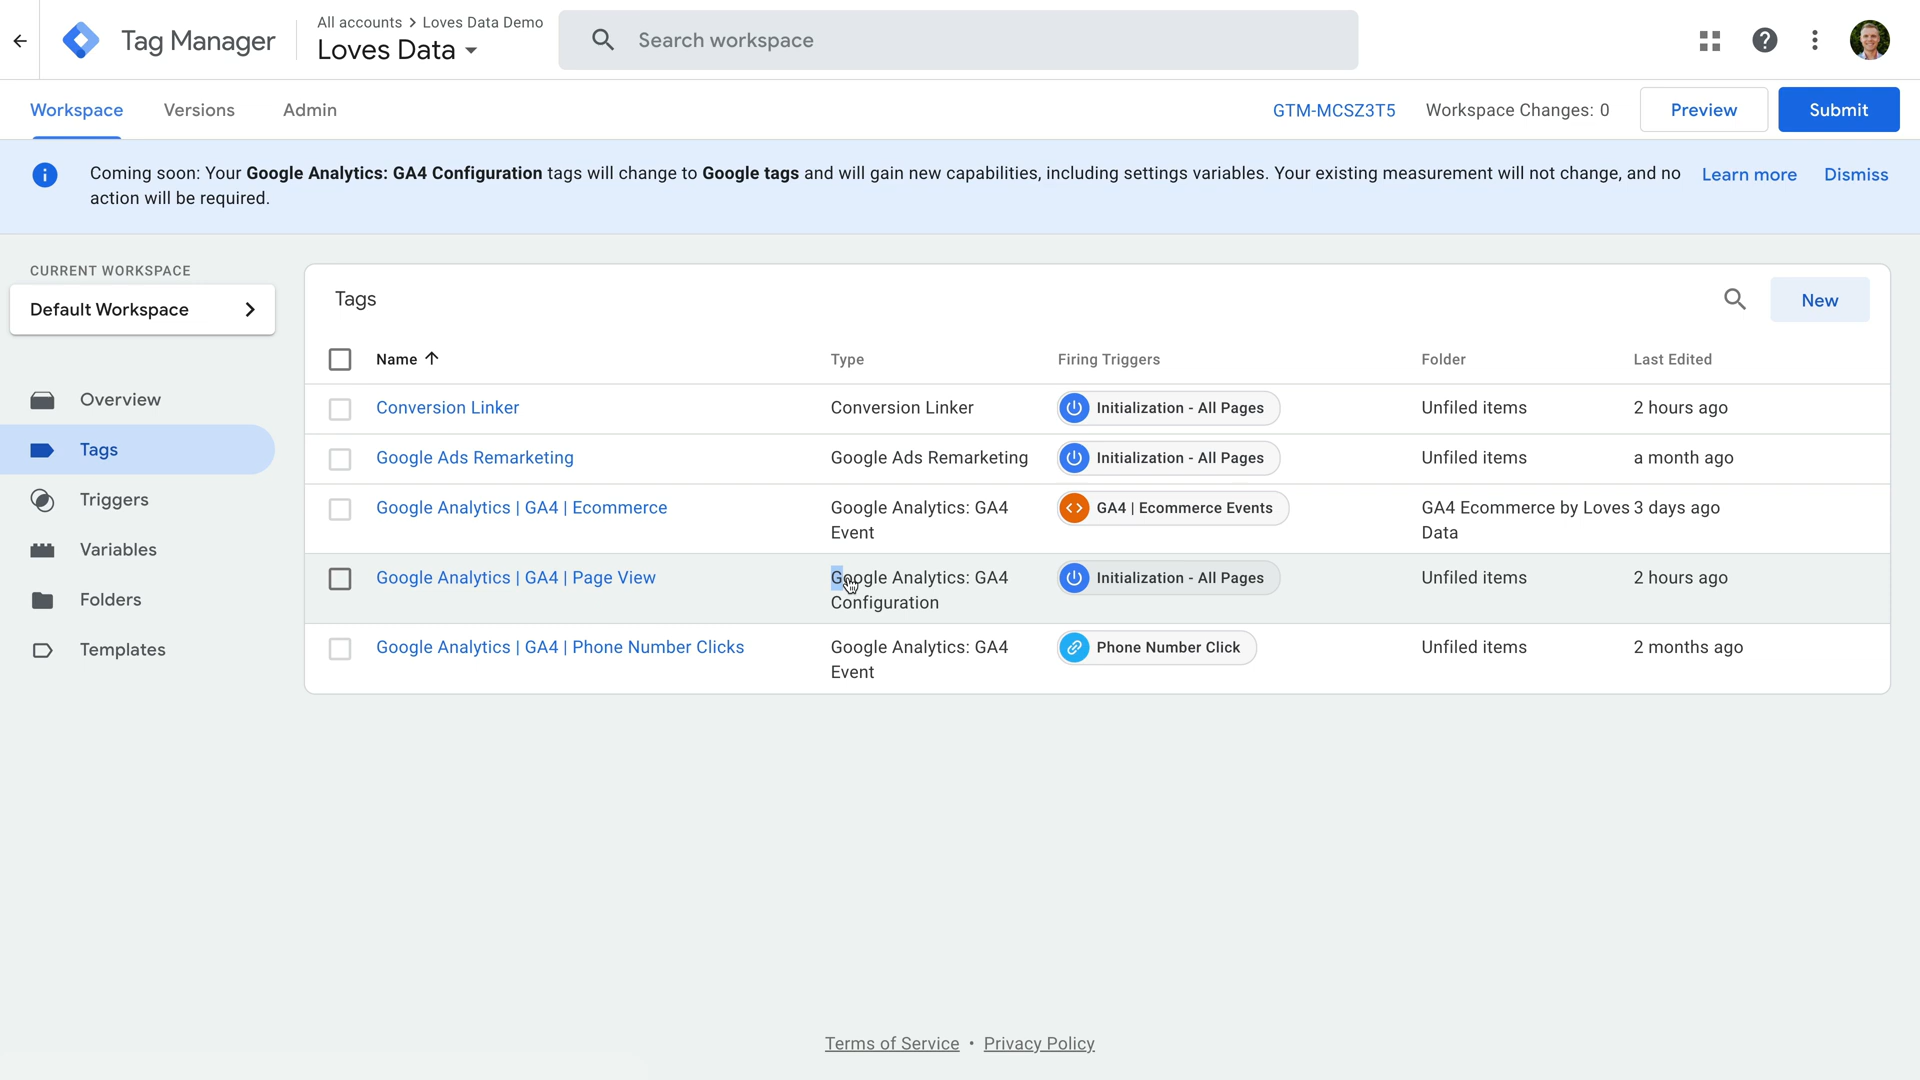 Tag Manager
All accounts > Loves Data Demo
Loves Data
Search workspace
Workspace
Versions
Admin
GTM-MCSZ3T5
Workspace Changes: 0
Preview
Submit
Coming soon: Your Google Analytics: GA4 Configuration tags will change to Google tags and will gain new capabilities, including settings variables. Your existing measurement will not change, and no
action will be required.
Learn more
Dismiss
CURRENT WORKSPACE
Default Workspace
Overview
Tags
Triggers
Variables
Folders
Templates
Tags
New
Name
Type
Firing Triggers
Folder
Last Edited
Conversion Linker
Conversion Linker
Initialization - All Pages
Unfiled items
2 hours ago
Google Ads Remarketing
Google Ads Remarketing
Initialization - All Pages
Unfiled items
a month ago
Google Analytics | GA4 | Ecommerce
Google Analytics: GA4
Event
GA4 | Ecommerce Events
GA4 Ecommerce by Loves
Data
3 days ago
Google Analytics | GA4 | Page View
Google Analytics: GA4
Configuration
Initialization - All Pages
Unfiled items
2 hours ago
Google Analytics | GA4 | Phone Number Clicks
Google Analytics: GA4
Event
Phone Number Click
Unfiled items
2 months ago
Terms of Service • Privacy Policy